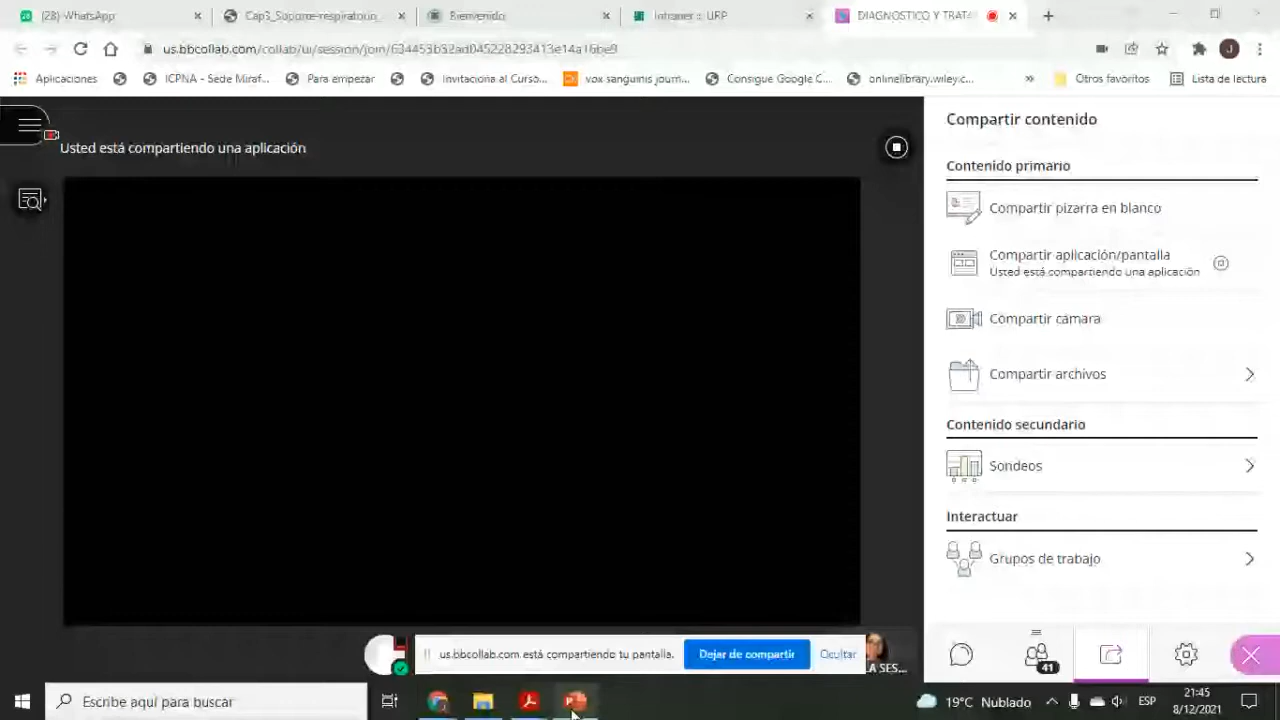 (28) WhatsApp
Cap3_Soporte-respiratorio_
Bienvenido
Intranet :: URP
DIAGNOSTICO Y TRATA
us.bbcollab.com/collab/ui/session/join/
Aplicaciones
ICPNA - Sede Miraf...
Para empezar
Invitaciona al Curso...
vox sanguinis journ...
Consigue Google C...
onlinelibrary.wiley.c...
»
Otros favoritos
Lista de lectura
Usted está compartiendo una aplicación
Compartir contenido
Contenido primario
Compartir pizarra en blanco
Compartir aplicación/pantalla
Usted está compartiendo una aplicación
Compartir cámara
Compartir archivos
Contenido secundario
Sondeos
Interactuar
Grupos de trabajo
us.bbcollab.com está compartiendo tu pantalla.
Dejar de compartir
Ocultar
A SES...
41
Escribe aquí para buscar
19°C Nublado
ESP
21:45
8/12/2021